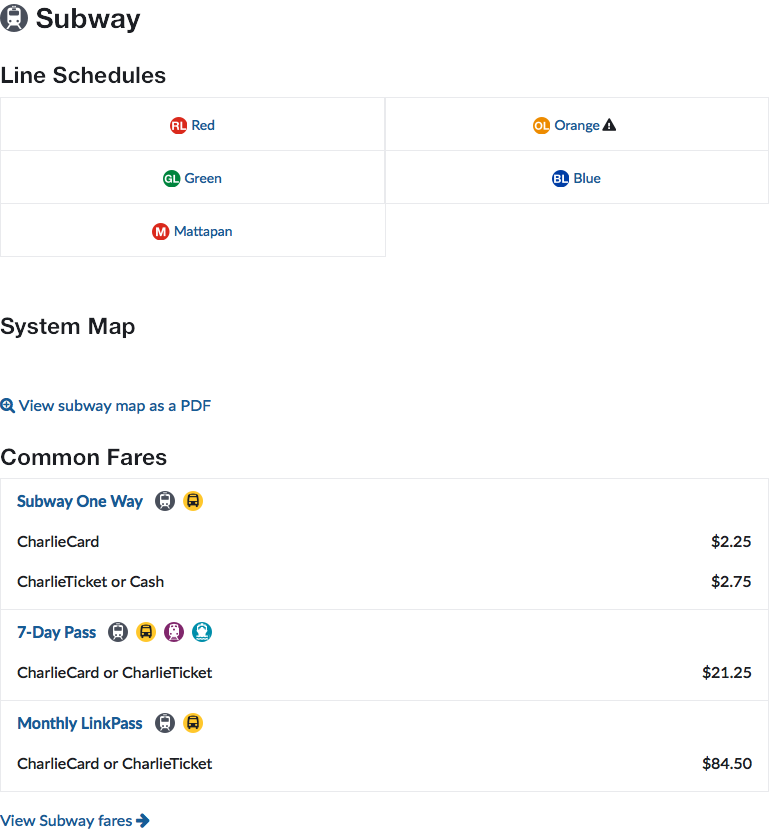 Subway
Line Schedules
RL Red
OL Orange
GL Green
BL Blue
M Mattapan
System Map
View subway map as a PDF
Common Fares
Subway One Way
CharlieCard $2.25
CharlieTicket or Cash $2.75
7-Day Pass
CharlieCard or CharlieTicket $21.25
Monthly LinkPass
CharlieCard or CharlieTicket $84.50
View Subway fares